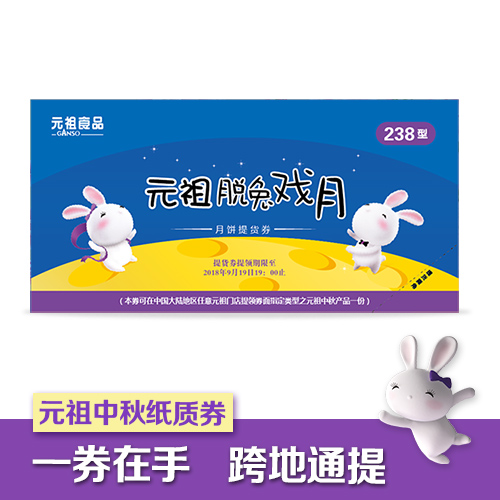 元祖食品
GANSO
238型
元祖脱兔戏月
月饼提货券
提货券提领期限至
2018年9月19日19:00止
(本券可在中国大陆地区任意元祖门店提领券面指定类型之元祖中秋产品一份)
元祖中秋纸质券
一券在手 跨地通提